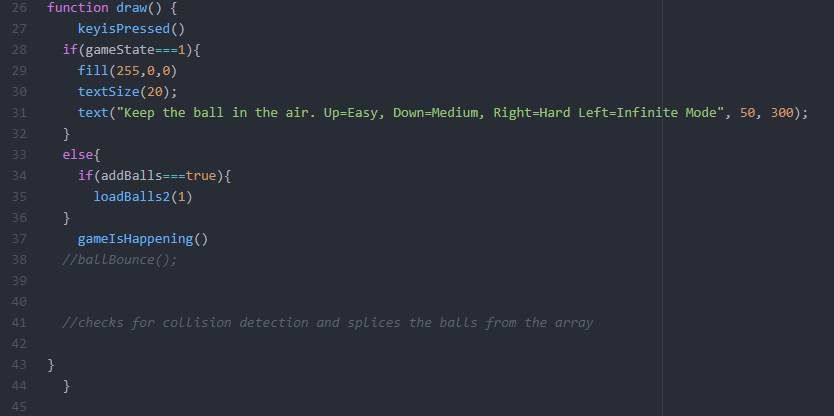 26 function draw() {
27 keyisPressed()
28 if(gameState===1){
29 fill(255,0,0)
30 textSize(20);
31 text("Keep the ball in the air. Up=Easy, Down=Medium, Right=Hard Left=Infinite Mode", 50, 300);
32 }
33 else{
34 if(addBalls===true){
35 loadBalls2(1)
36 }
37 gameIsHappening()
38 //ballBounce();
39
40
41 //checks for collision detection and splices the balls from the array
42
43 }
44 }
45